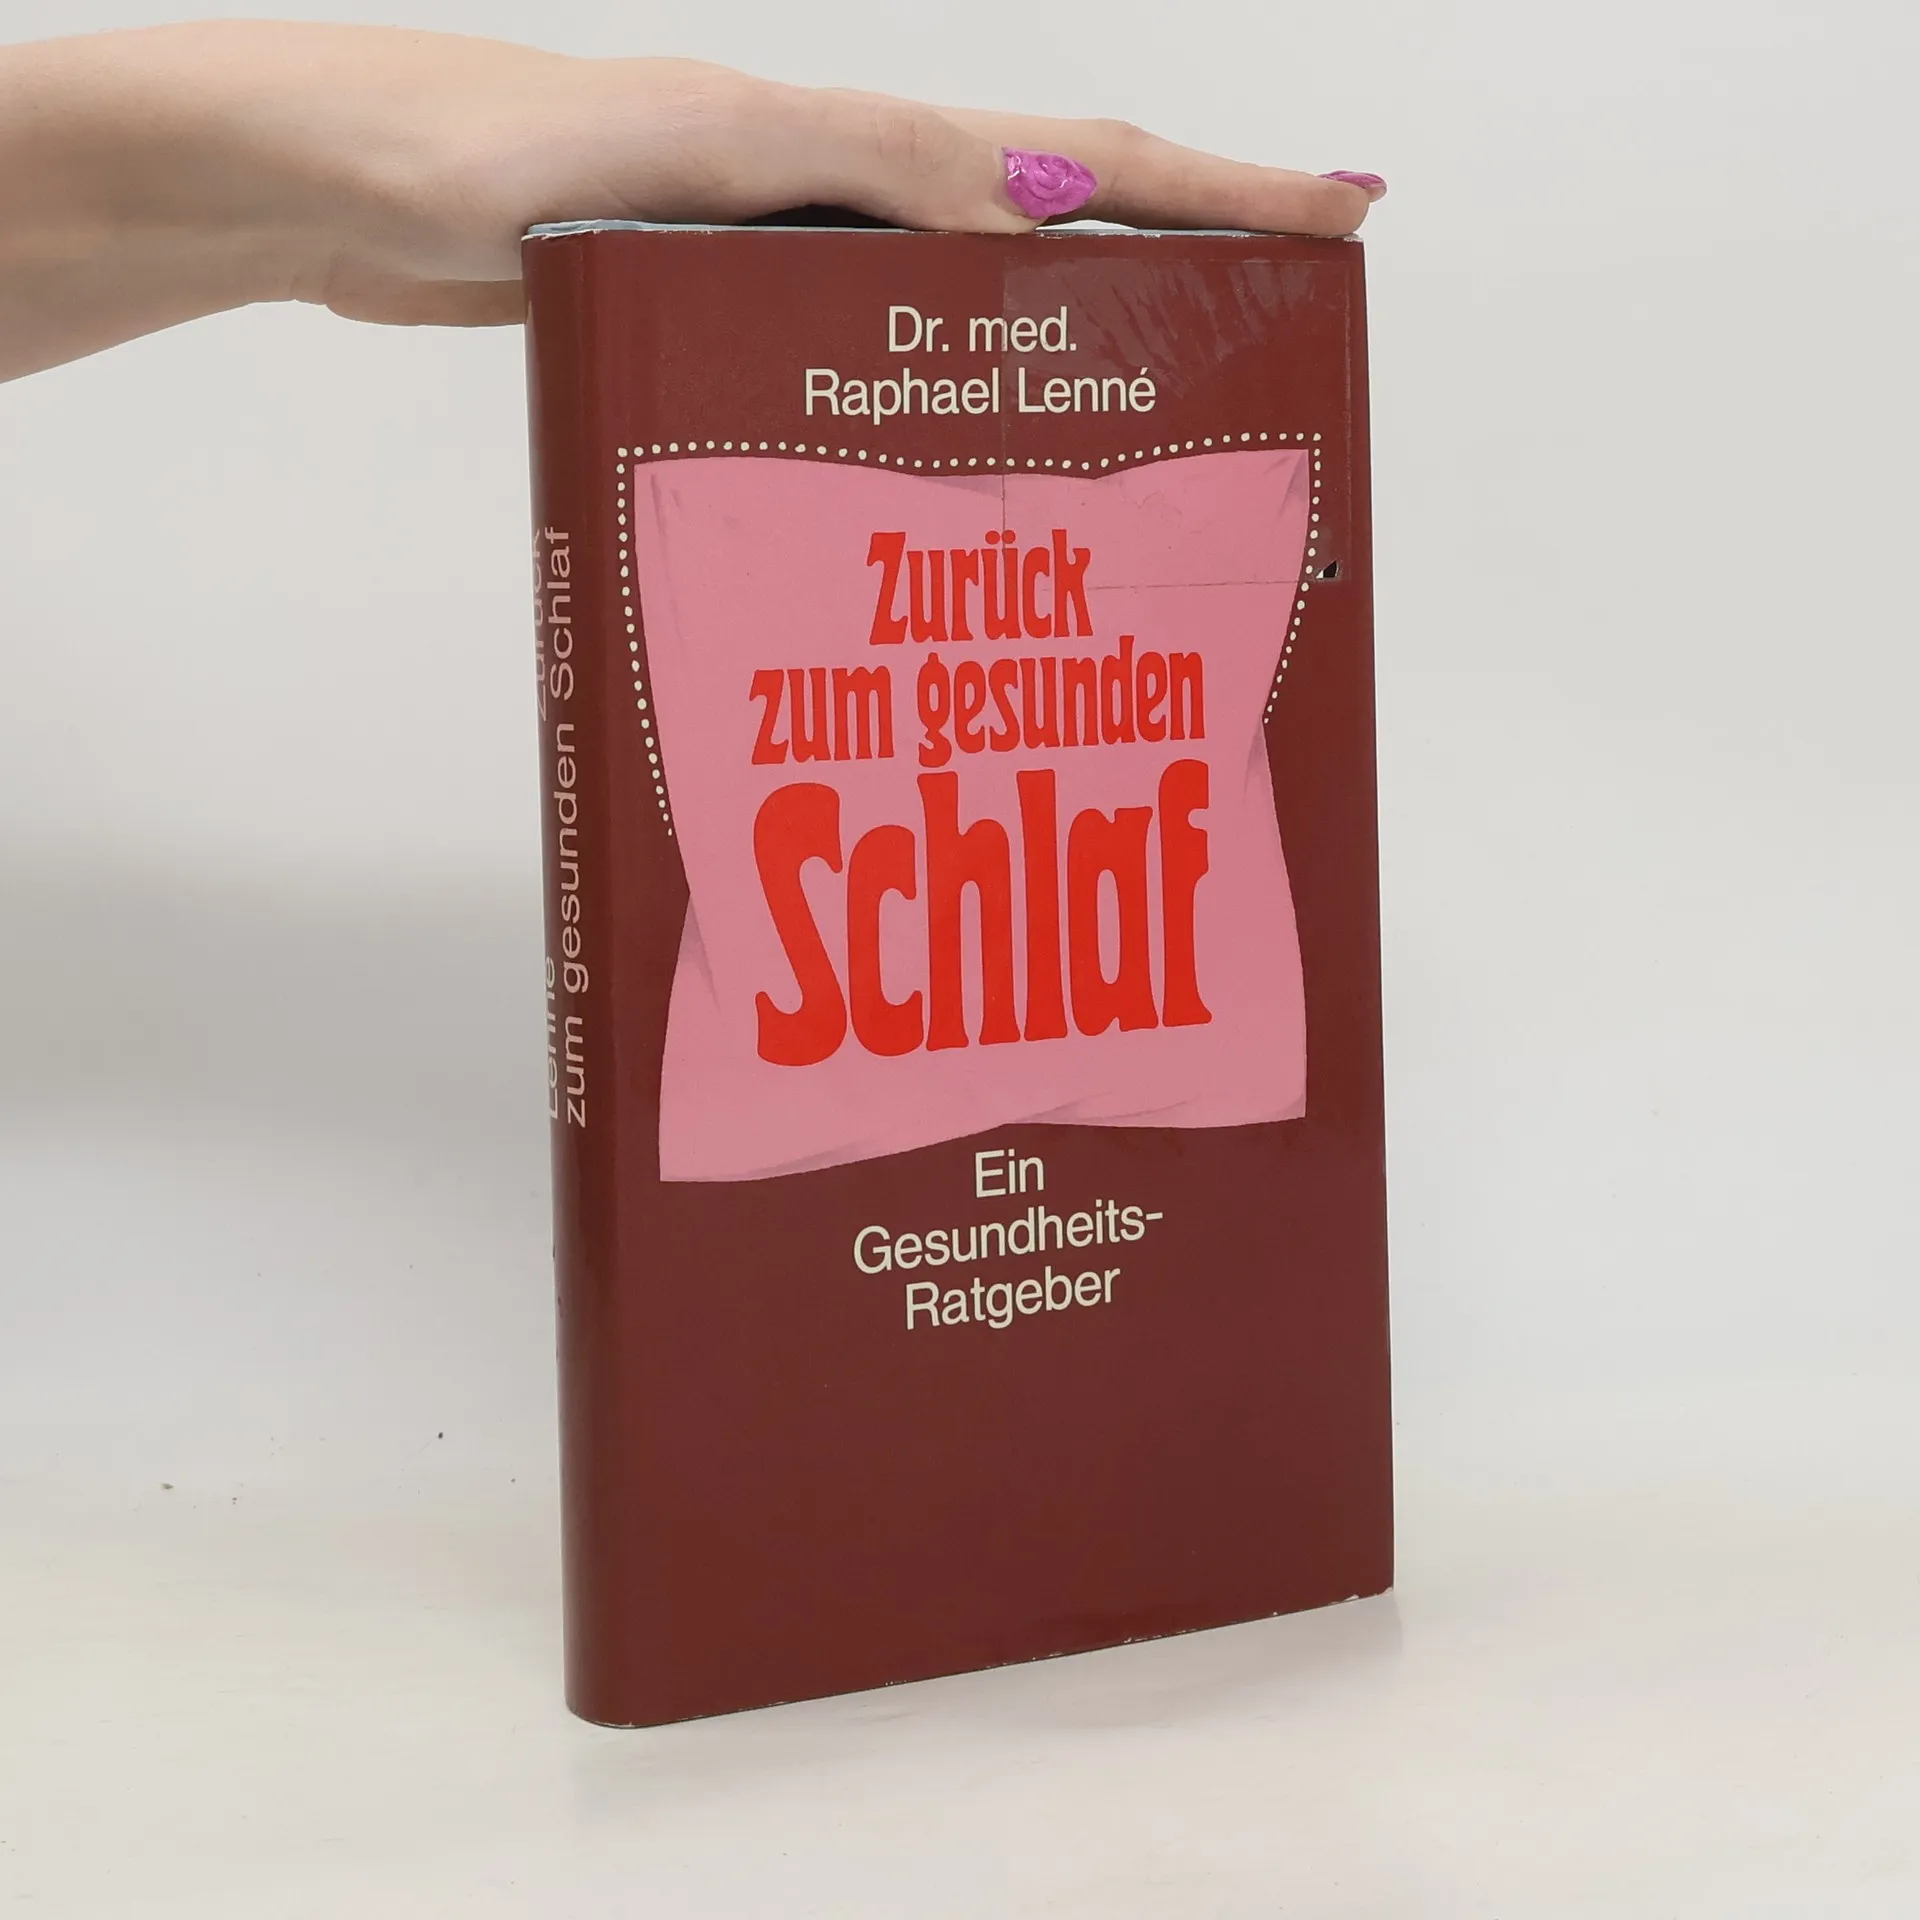 Dr. med.
Raphael Lenné
Zurück
zum gesunden
Schlaf
Ein
Gesundheits-
Ratgeber
Lenné
Zurück
zum gesunden Schlaf